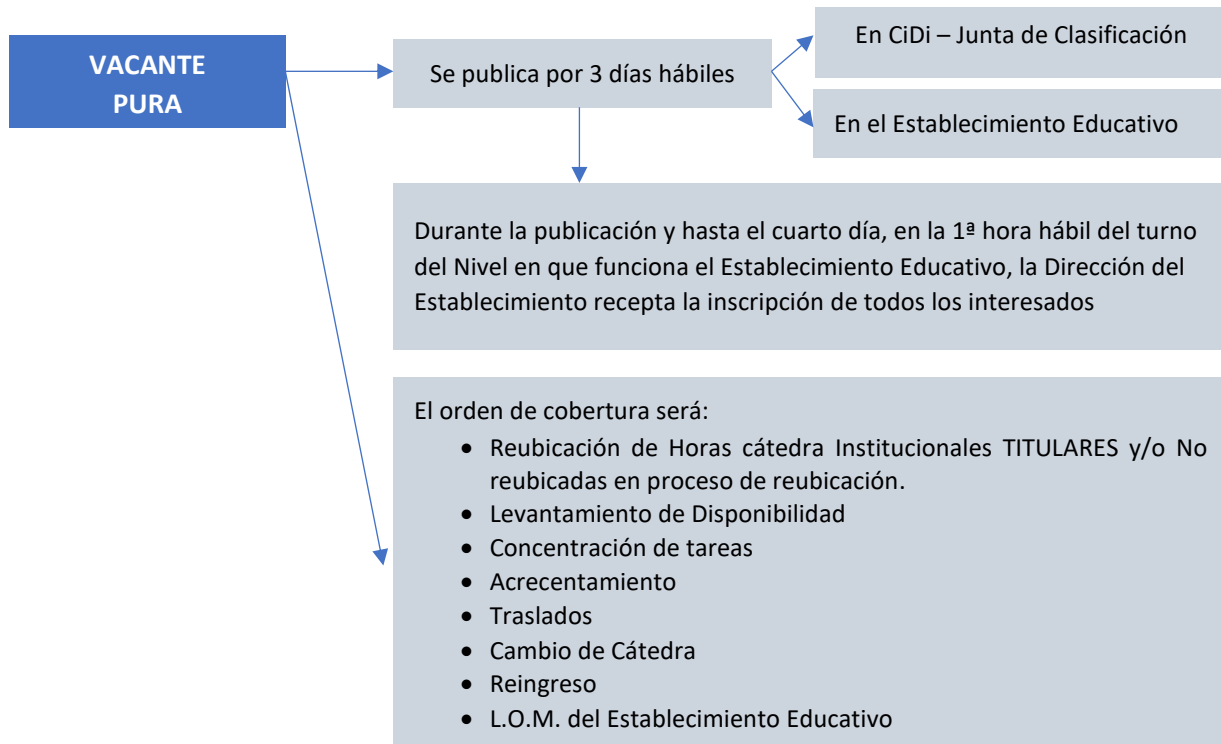 VACANTE
PURA
Se publica por 3 días hábiles
En CiDi – Junta de Clasificación
En el Establecimiento Educativo
Durante la publicación y hasta el cuarto día, en la 1ª hora hábil del turno
del Nivel en que funciona el Establecimiento Educativo, la Dirección del
Establecimiento recepta la inscripción de todos los interesados
El orden de cobertura será:
• Reubicación de Horas cátedra Institucionales TITULARES y/o No
reubicadas en proceso de reubicación.
• Levantamiento de Disponibilidad
• Concentración de tareas
• Acrecentamiento
• Traslados
• Cambio de Cátedra
• Reingreso
• L.O.M. del Establecimiento Educativo